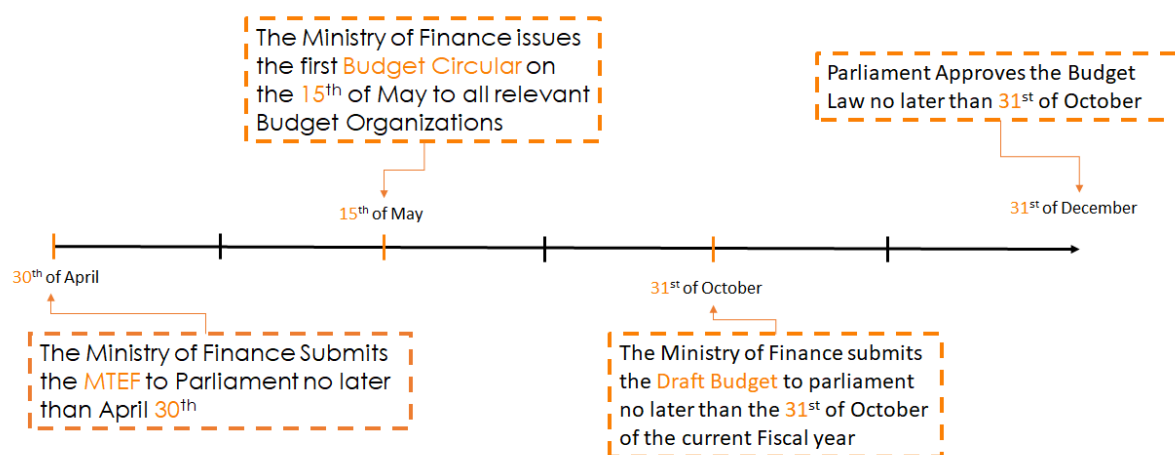 The Ministry of Finance issues
the first Budget Circular on
the 15th of May to all relevant
Budget Organizations
Parliament Approves the Budget
Law no later than 31st of October
15th of May
31st of December
30th of April
31st of October
The Ministry of Finance Submits
the MTEF to Parliament no later
than April 30th
The Ministry of Finance submits
the Draft Budget to parliament
no later than the 31st of October
of the current Fiscal year